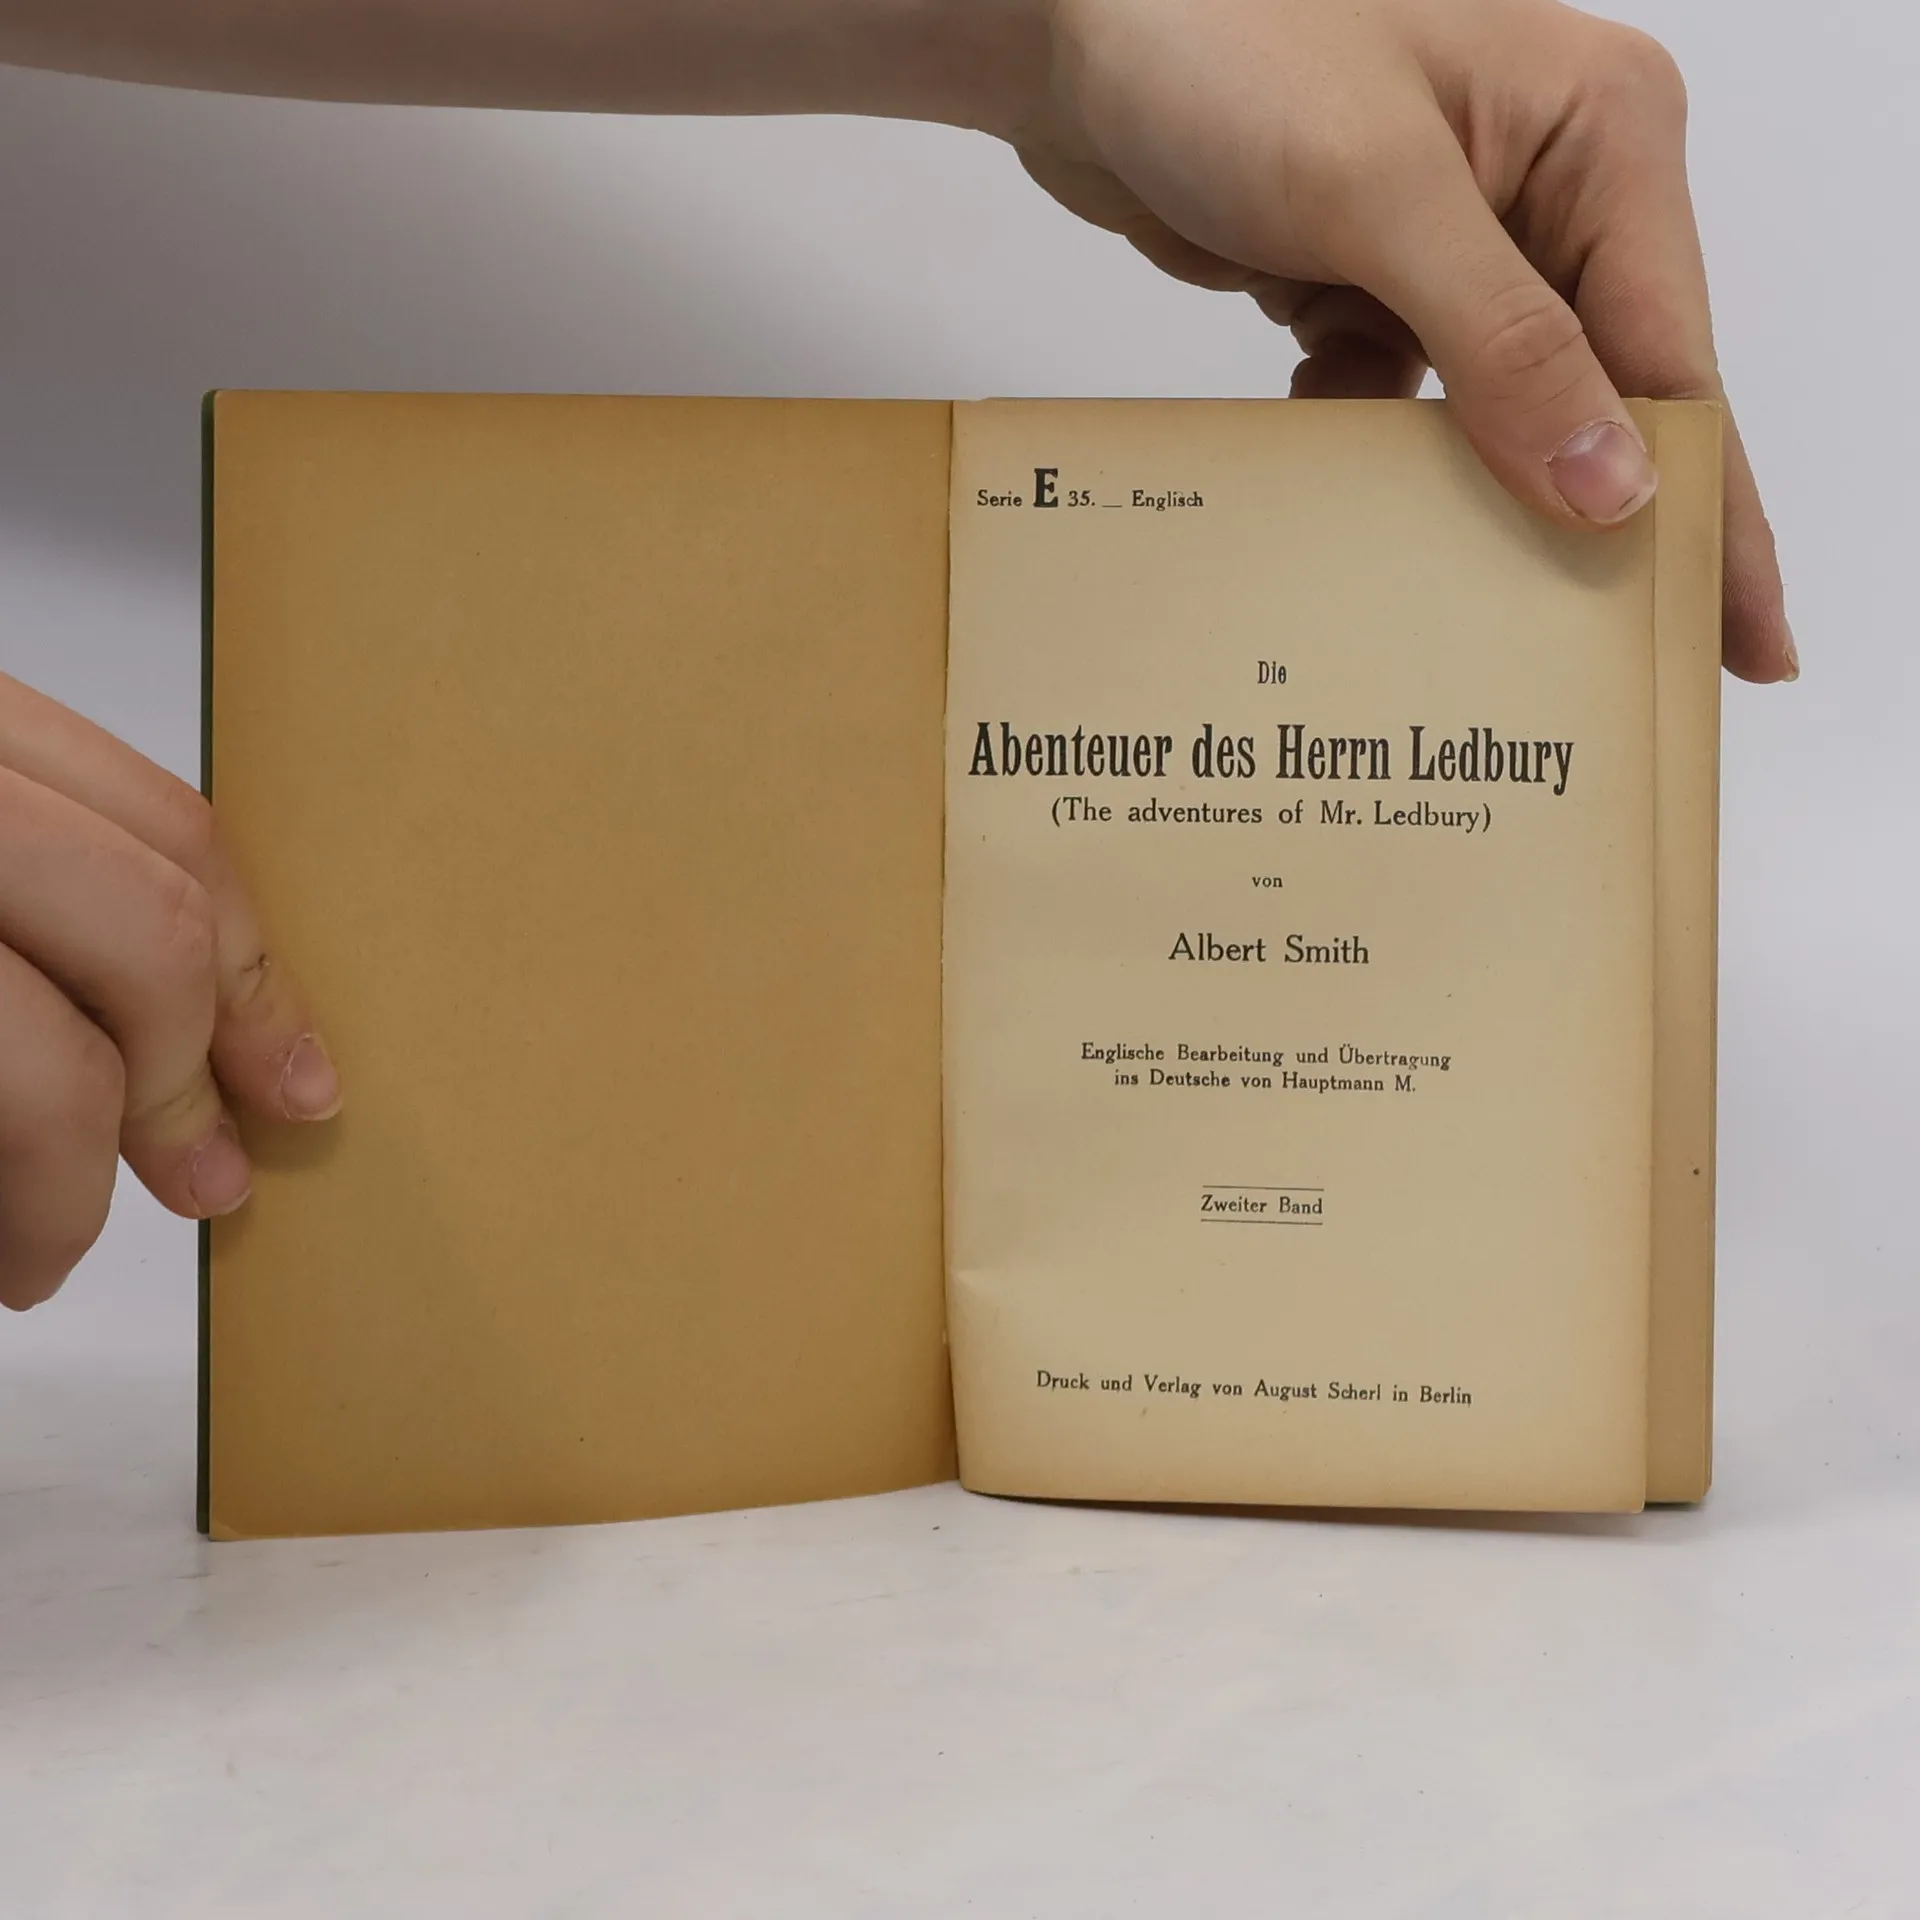 Serie E 35. — Englisch
Die
Abenteuer des Herrn Ledbury
(The adventures of Mr. Ledbury)
von
Albert Smith
Englische Bearbeitung und Übertragung
ins Deutsche von Hauptmann M.
Zweiter Band
Druck und Verlag von August Scherl in Berlin